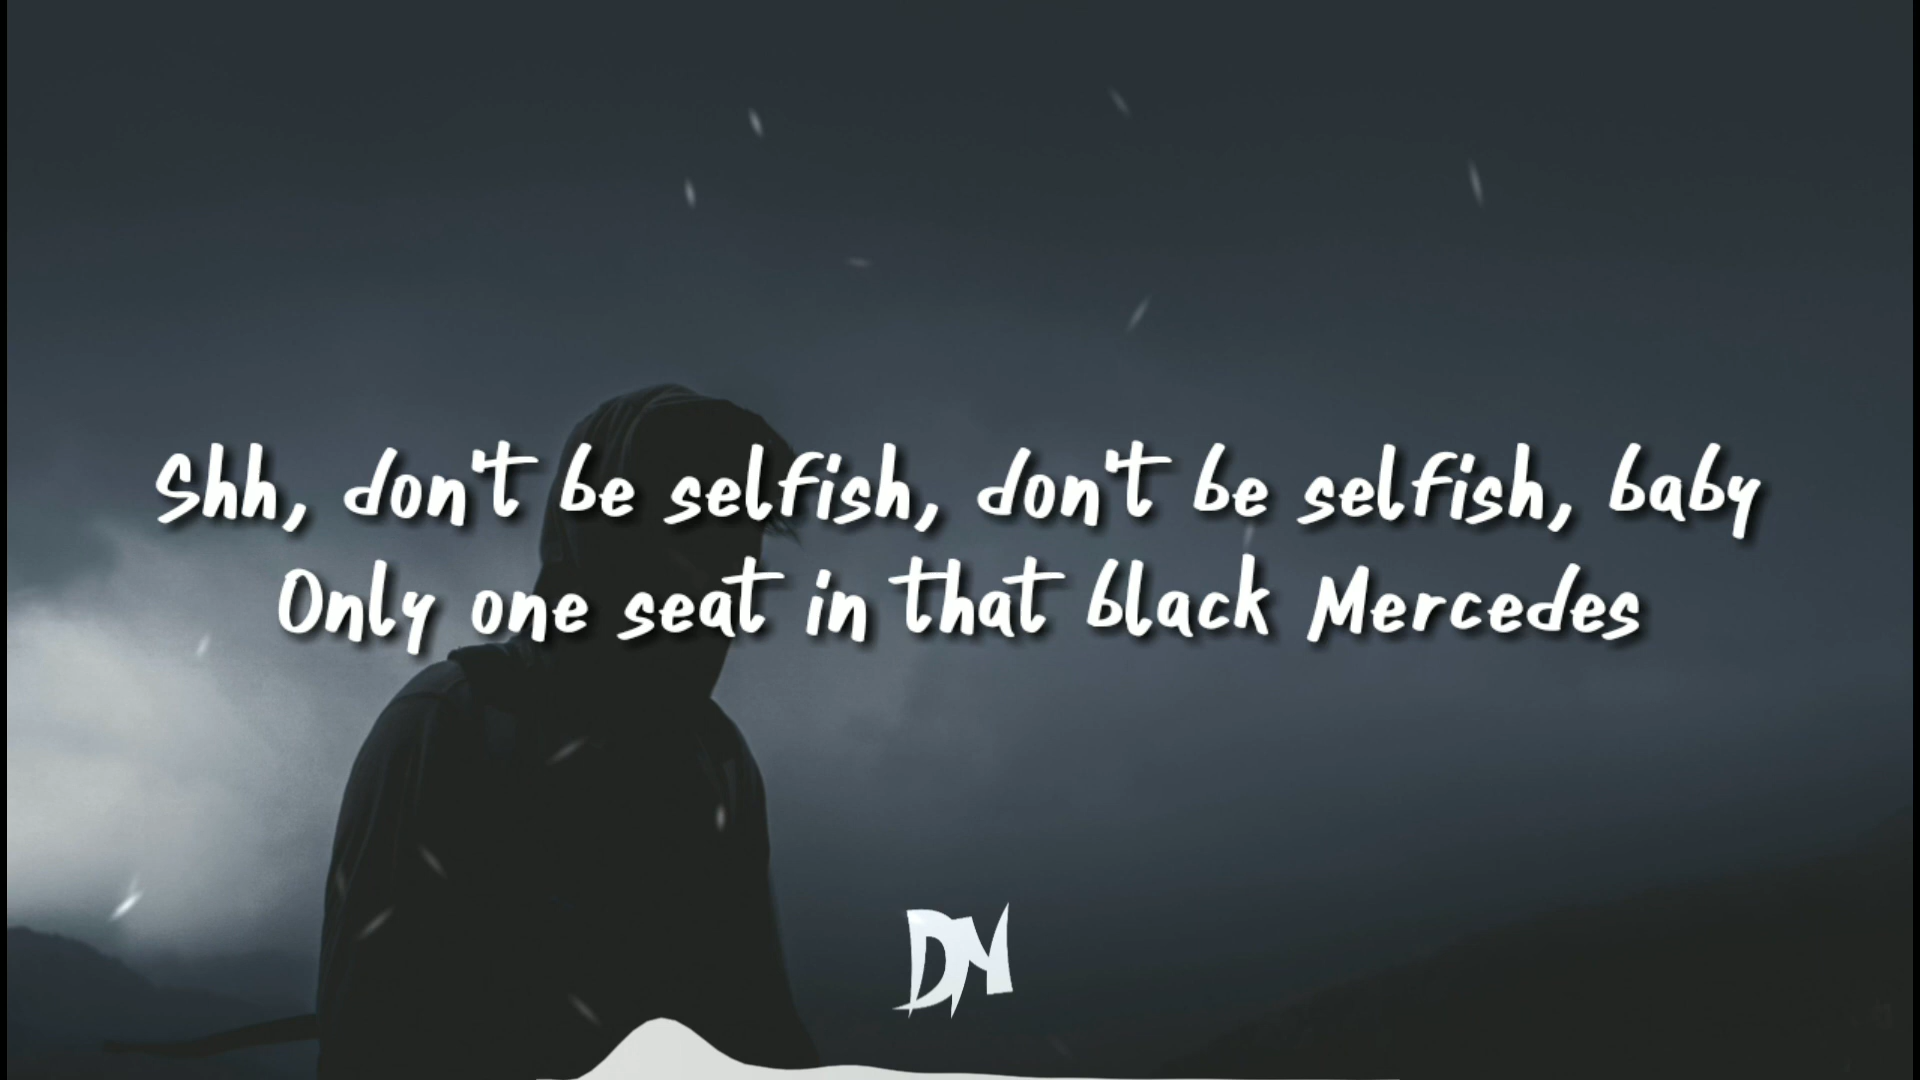 Shh, don't be selfish, don't be selfish, baby
Only one seat in that black Mercedes
DN